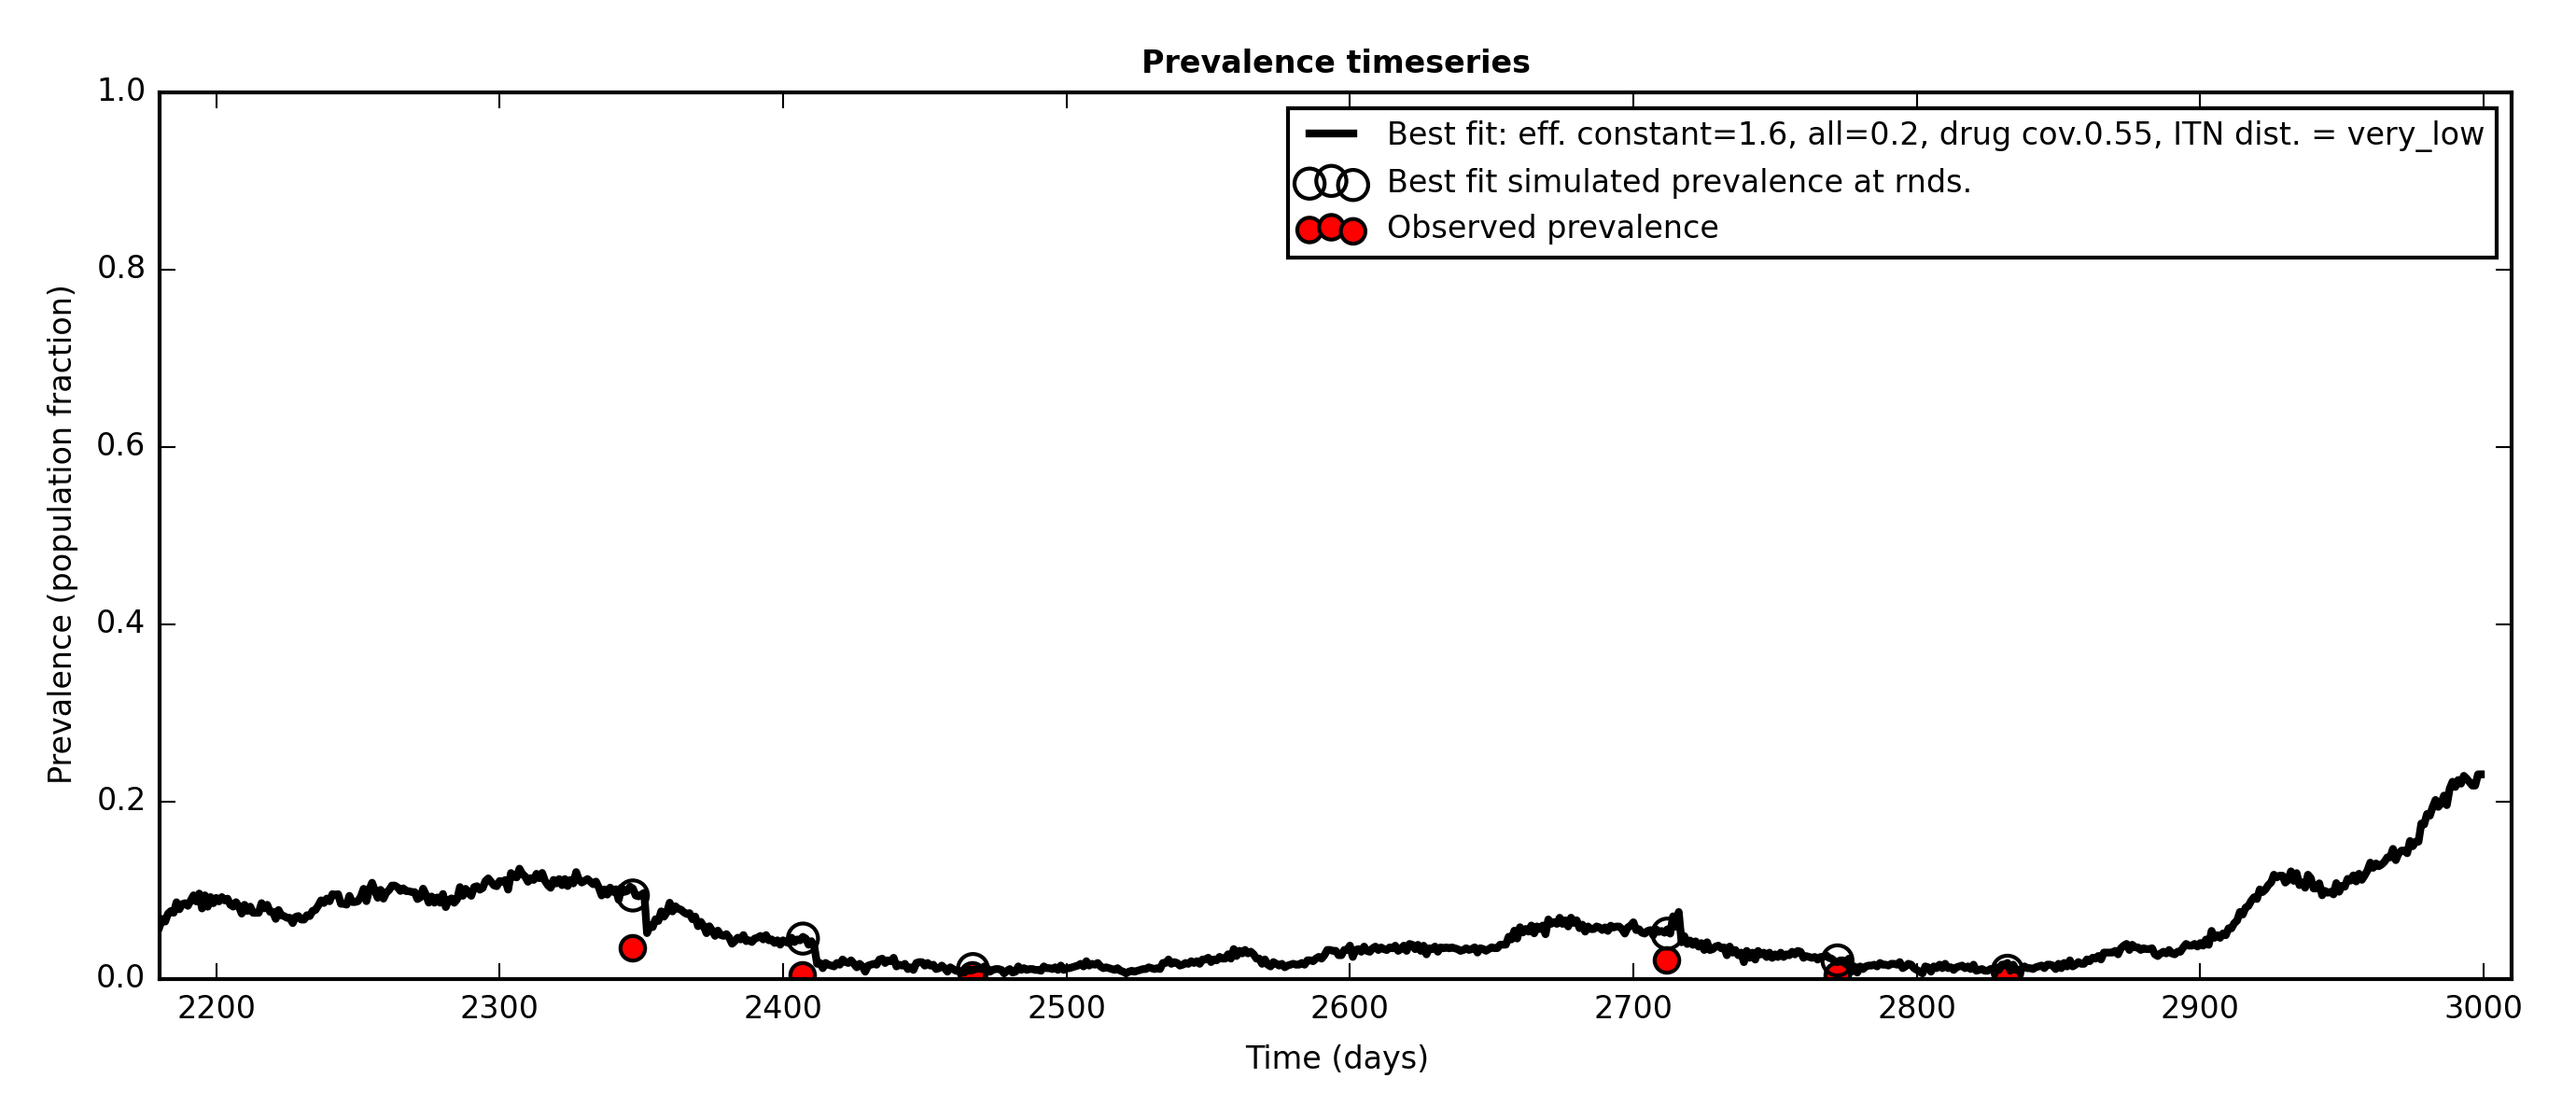 Prevalence timeseries
1.0
0.8
0.6
0.4
0.2
0.0
Prevalence (population fraction)
Best fit: eff. constant=1.6, all=0.2, drug cov.0.55, ITN dist. = very_low
Best fit simulated prevalence at rnds.
Observed prevalence
2200 2300 2400 2500 2600 2700 2800 2900 3000
Time (days)